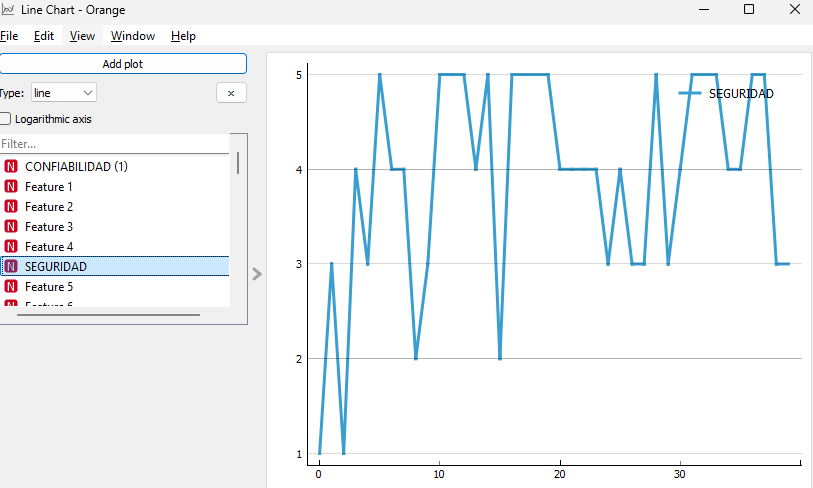 Line Chart - Orange
File Edit View Window Help
Add plot
Type: line
Logarithmic axis
Filter...
N CONFIABILIDAD (1)
N Feature 1
N Feature 2
N Feature 3
N Feature 4
N SEGURIDAD
N Feature 5
N Feature 6
SEGURIDAD
5
4
3
2
1
0 10 20 30